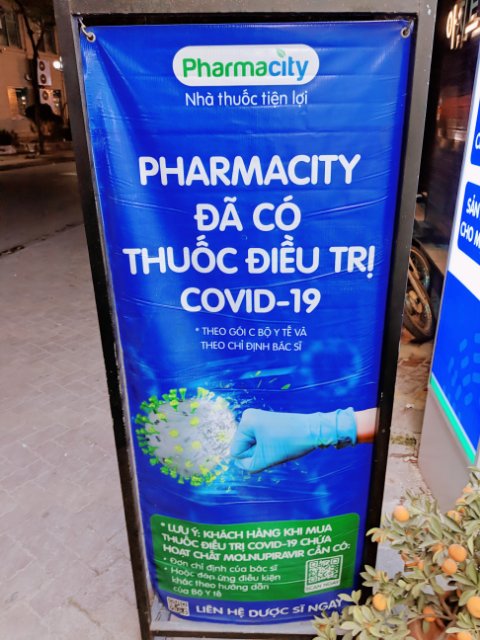 Pharmacity
Nhà thuốc tiện lợi
PHARMACITY
ĐÃ CÓ
THUỐC ĐIỀU TRỊ
COVID-19
* THEO GÓI C BỘ Y TẾ VÀ
THEO CHỈ ĐỊNH BÁC SĨ
* LƯU Ý: KHÁCH HÀNG KHI MUA
THUỐC ĐIỀU TRỊ COVID-19 CHỨA
HOẠT CHẤT MOLNUPIRAVIR CẦN CÓ:
• Đơn chỉ định của bác sĩ
• Hoặc đáp ứng điều kiện
khác theo hướng dẫn
của Bộ Y tế
LIÊN HỆ DƯỢC SĨ NGAY
SẢN
CHO